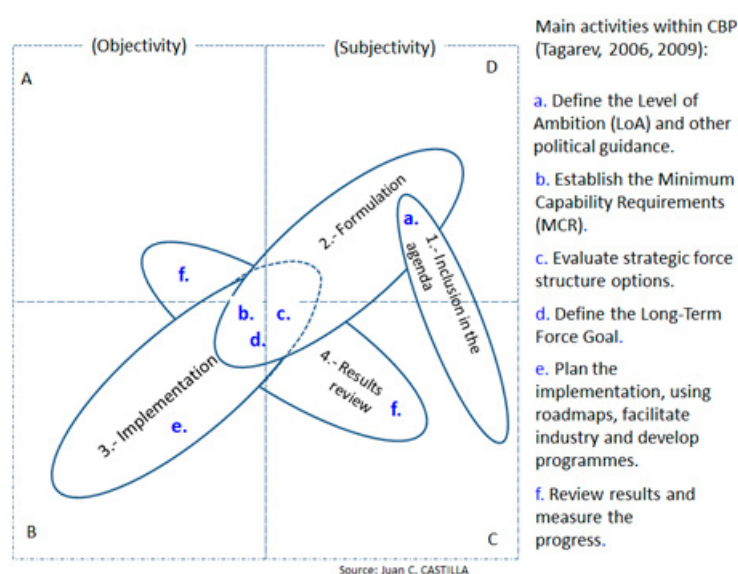 (Objectivity)
(Subjectivity)
A
D
2.- Formulation
a.
1.- Inclusion in the
agenda
f.
b.
c.
d.
4.- Results
review
f.
3.- Implementation
e.
B
C
Source: Juan C. CASTILLA
Main activities within CBP
(Tagarev, 2006, 2009):
a. Define the Level of
Ambition (LoA) and other
political guidance.
b. Establish the Minimum
Capability Requirements
(MCR).
c. Evaluate strategic force
structure options.
d. Define the Long-Term
Force Goal.
e. Plan the
implementation, using
roadmaps, facilitate
industry and develop
programmes.
f. Review results and
measure the
progress.